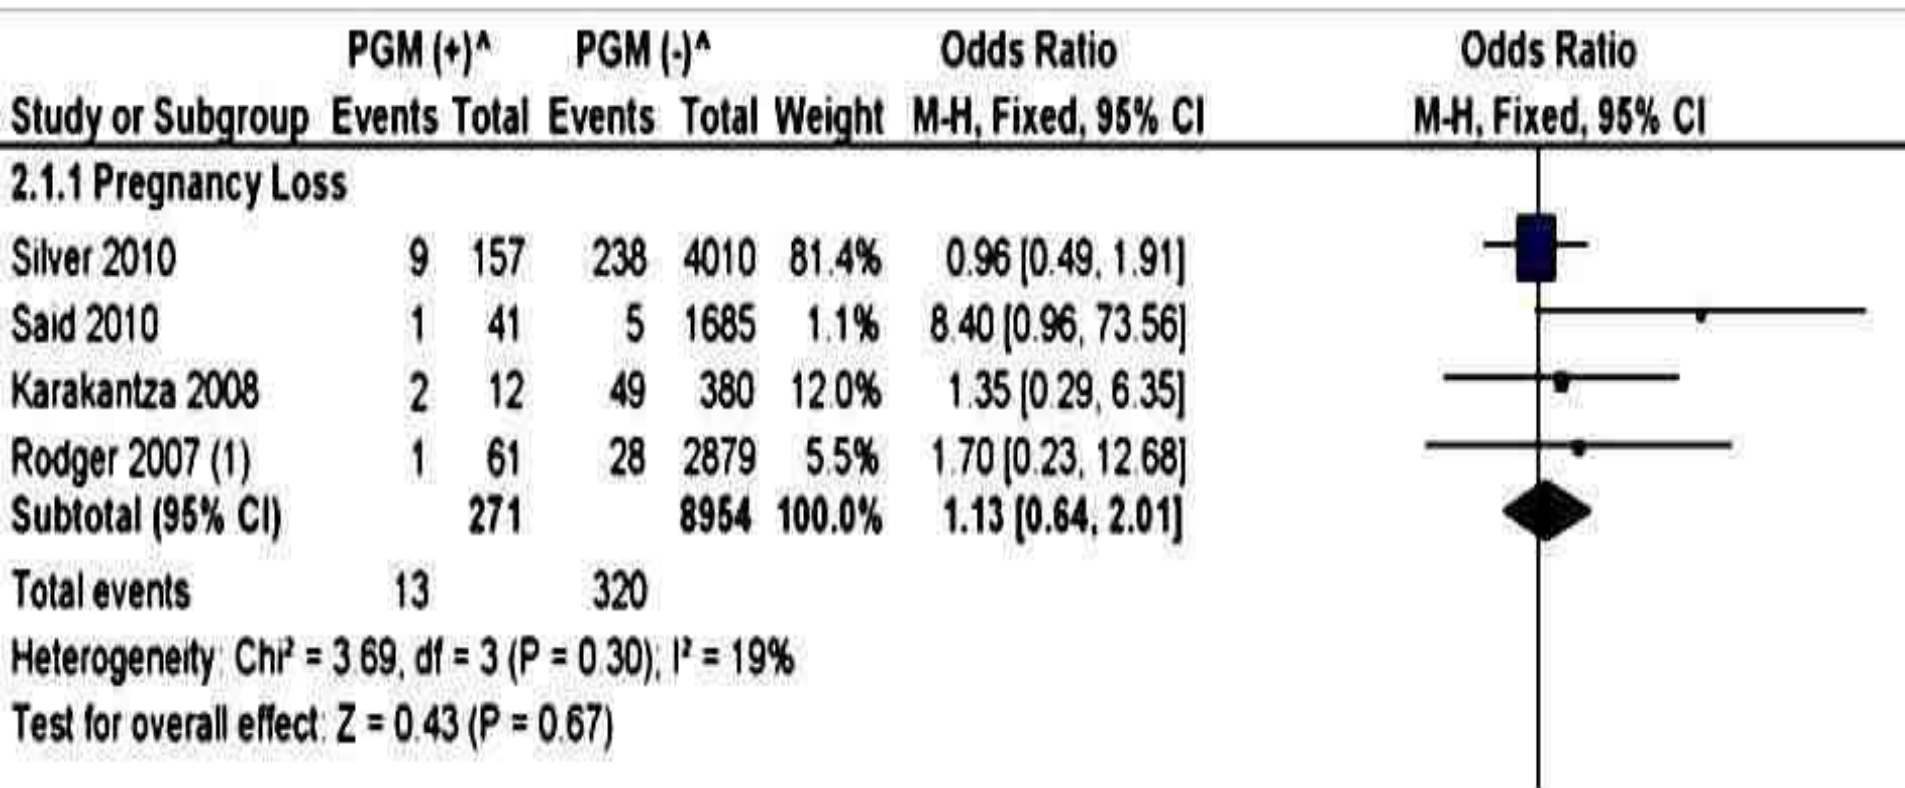 PGM (+)^ PGM (-)^ Odds Ratio Odds Ratio
Study or Subgroup Events Total Events Total Weight M-H, Fixed, 95% CI M-H, Fixed, 95% CI
2.1.1 Pregnancy Loss
Silver 2010 9 157 238 4010 81.4% 0.96 [0.49, 1.91]
Said 2010 1 41 5 1685 1.1% 8.40 [0.96, 73.56]
Karakantza 2008 2 12 49 380 12.0% 1.35 [0.29, 6.35]
Rodger 2007 (1) 1 61 28 2879 5.5% 1.70 [0.23, 12.68]
Subtotal (95% CI) 271 8954 100.0% 1.13 [0.64, 2.01]
Total events 13 320
Heterogeneity: Chi² = 3.69, df = 3 (P = 0.30); I² = 19%
Test for overall effect: Z = 0.43 (P = 0.67)